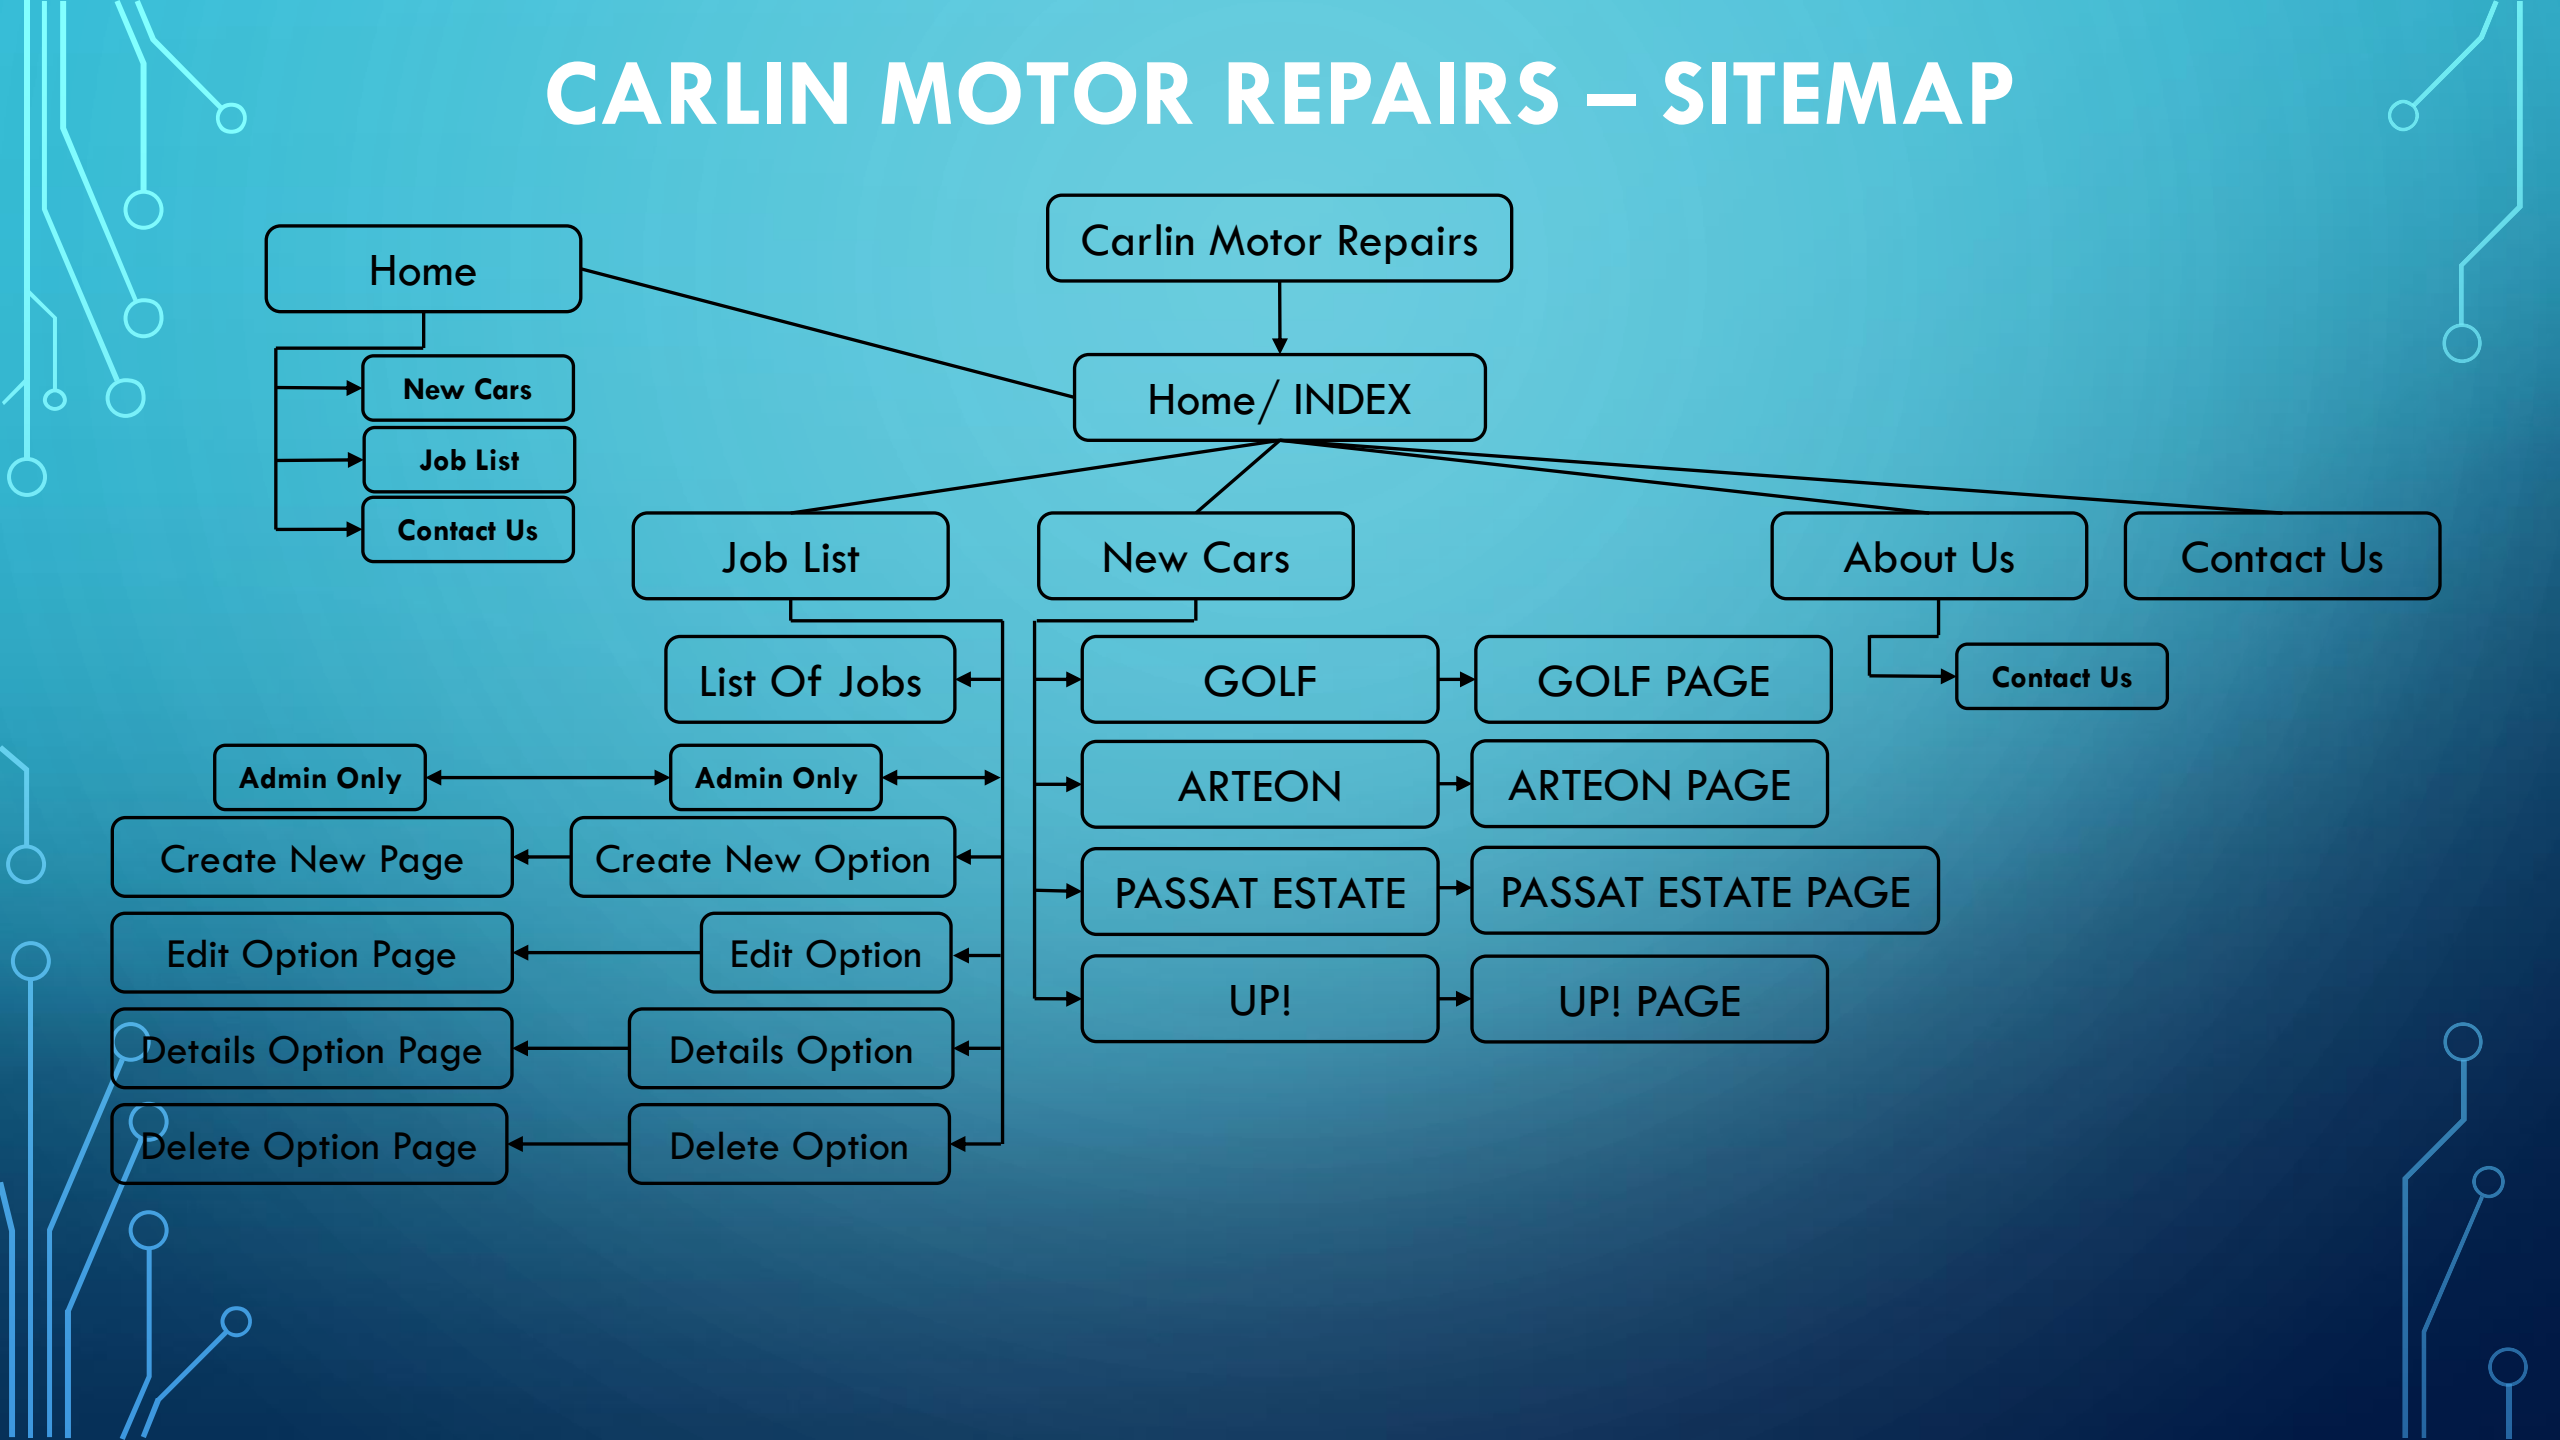 CARLIN MOTOR REPAIRS – SITEMAP
Carlin Motor Repairs
Home
Home/ INDEX
New Cars
Job List
Contact Us
Job List
New Cars
About Us
Contact Us
List Of Jobs
GOLF
GOLF PAGE
Contact Us
Admin Only
Admin Only
ARTEON
ARTEON PAGE
Create New Page
Create New Option
PASSAT ESTATE
PASSAT ESTATE PAGE
Edit Option Page
Edit Option
UP!
UP! PAGE
Details Option Page
Details Option
Delete Option Page
Delete Option